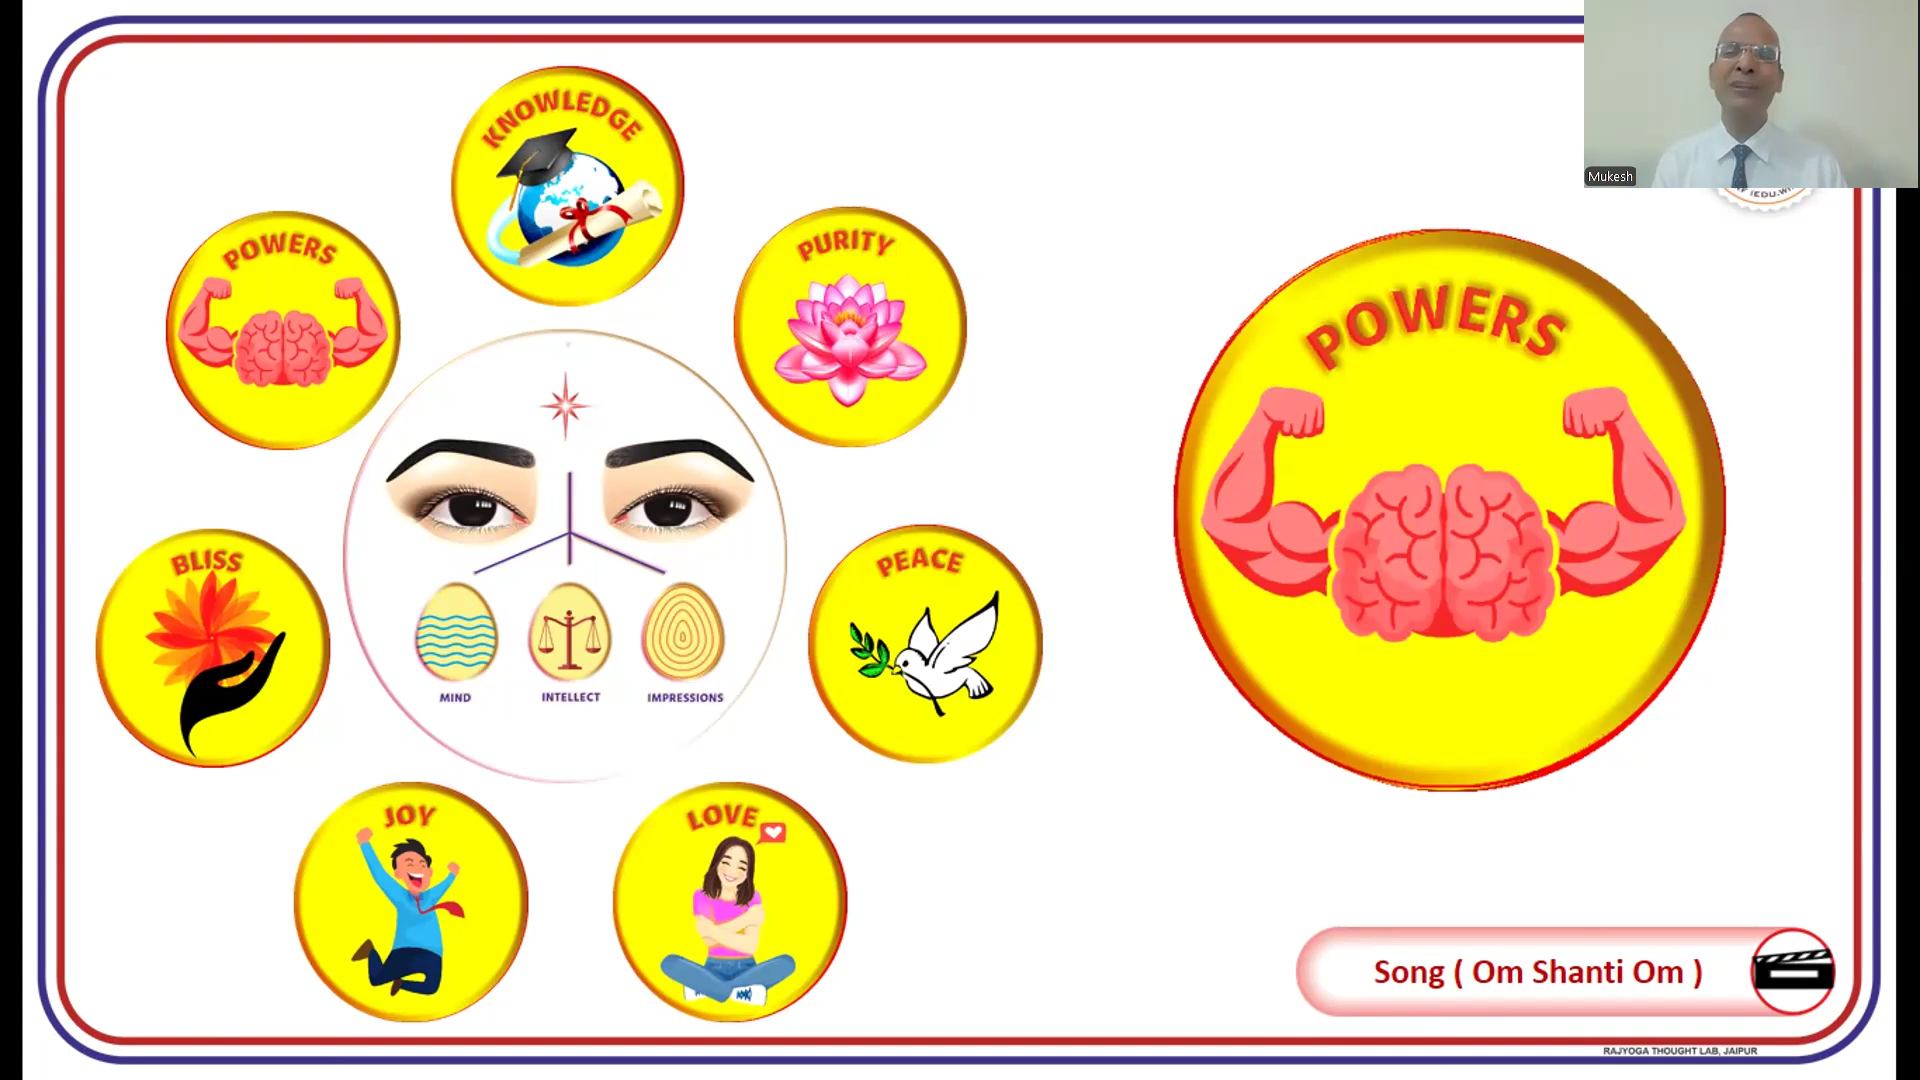 KNOWLEDGE
POWERS
PURITY
Mukesh
POWERS
BLISS
PEACE
MIND
INTELLECT
IMPRESSIONS
JOY
LOVE
Song ( Om Shanti Om )
RAJYOGA THOUGHT LAB, JAIPUR